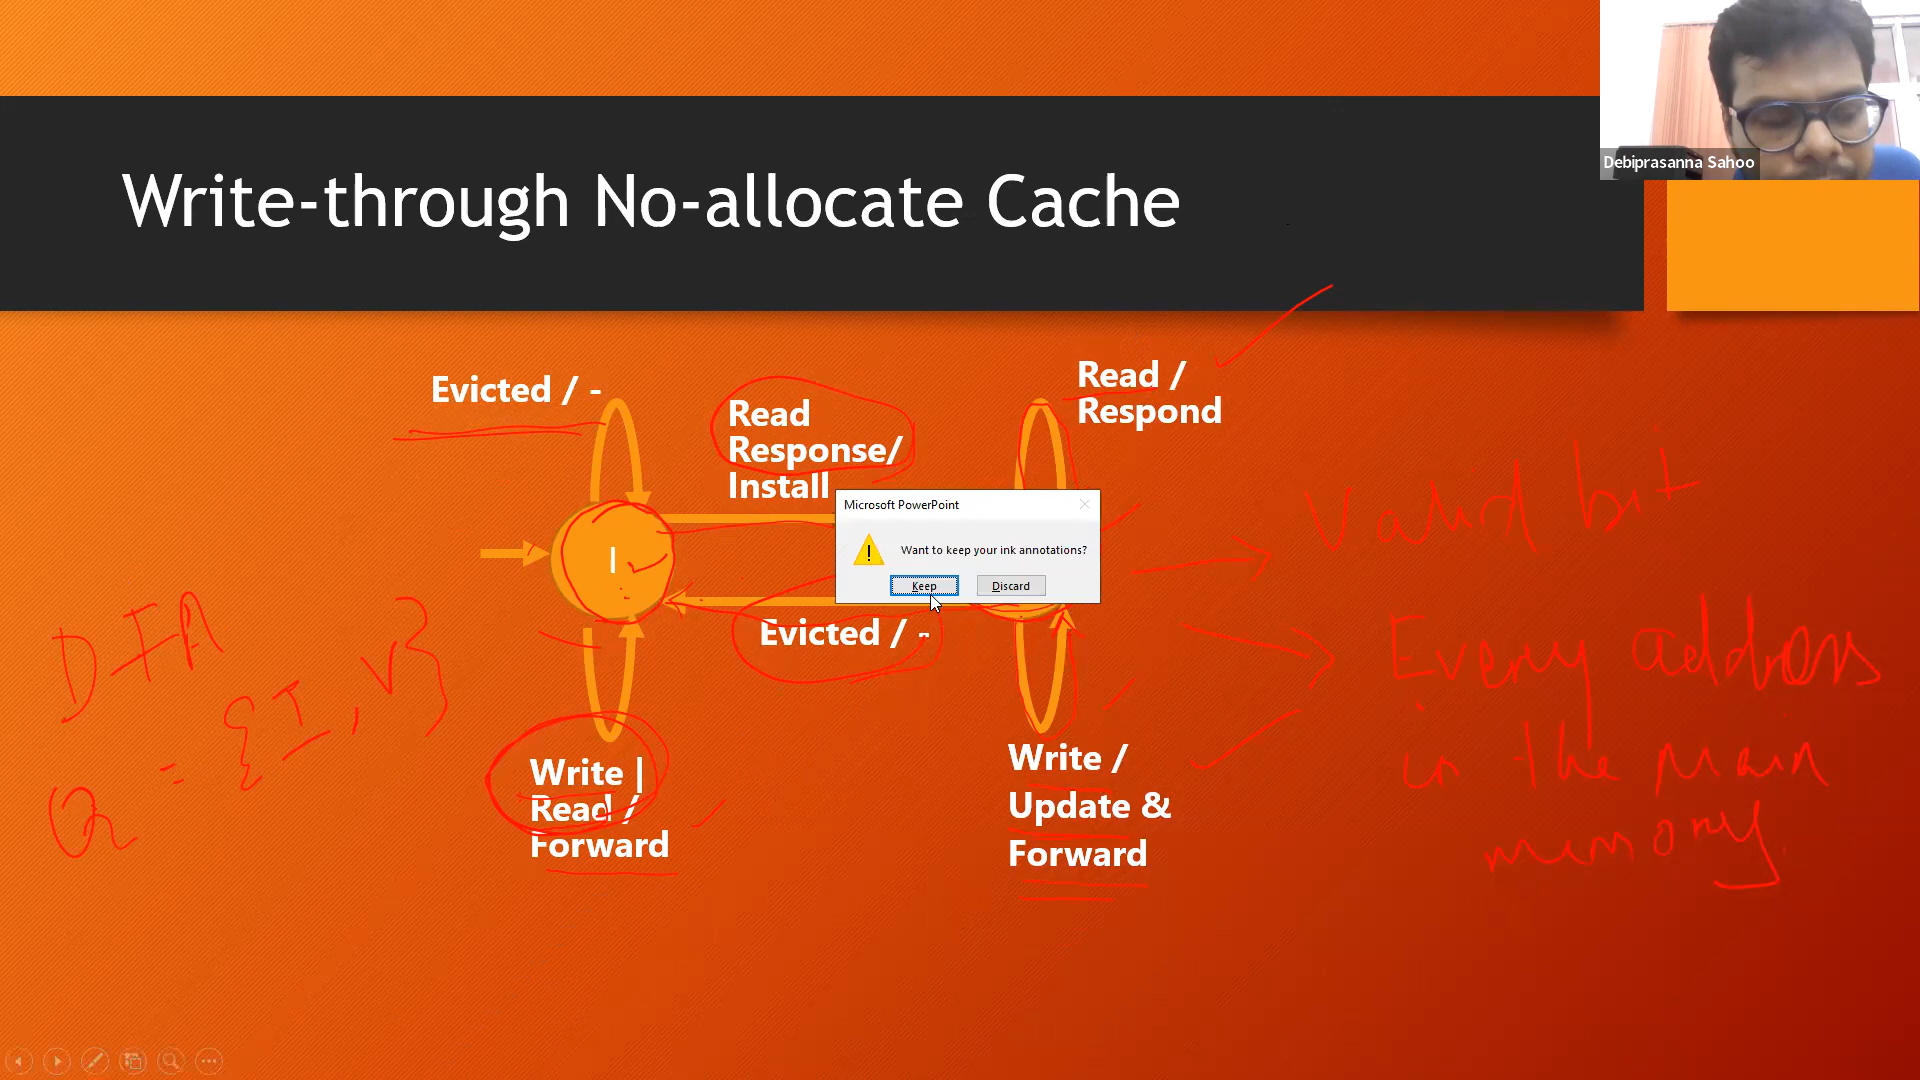 Debiprasanna Sahoo
Write-through No-allocate Cache
Evicted / -
Read
Response/
Install
Read /
Respond
Microsoft PowerPoint
Want to keep your ink annotations?
Keep
Discard
I
Evicted / -
Write |
Read /
Forward
Write /
Update &
Forward
DFA
Q = {I, V}
Valid bit
Every address
in the main
memory.